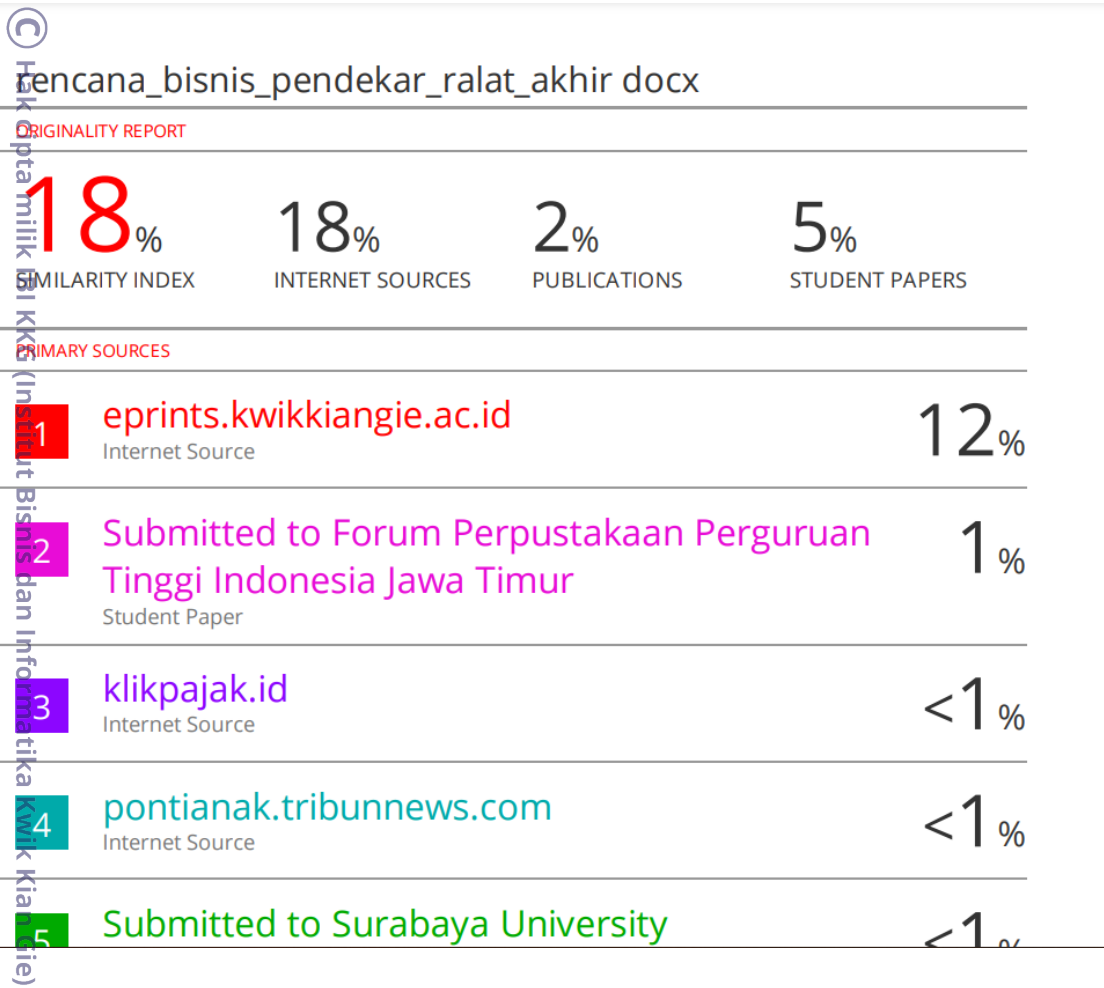 rencana_bisnis_pendekar_ralat_akhir docx
ORIGINALITY REPORT
18% 18% 2% 5%
SIMILARITY INDEX INTERNET SOURCES PUBLICATIONS STUDENT PAPERS
PRIMARY SOURCES
1 eprints.kwikkiangie.ac.id 12%
Internet Source
2 Submitted to Forum Perpustakaan Perguruan 1%
Tinggi Indonesia Jawa Timur
Student Paper
3 klikpajak.id <1%
Internet Source
4 pontianak.tribunnews.com <1%
Internet Source
5 Submitted to Surabaya University <1%
© Hak cipta milik IBI KKG (Institut Bisnis dan Informatika Kwik Kian Gie)